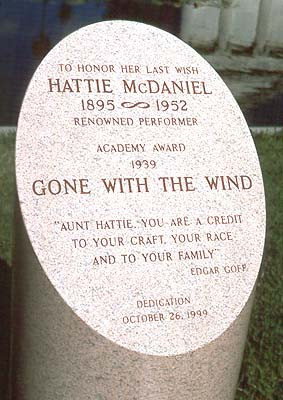 TO HONOR HER LAST WISH
HATTIE McDANIEL
1895 ∞ 1952
RENOWNED PERFORMER
ACADEMY AWARD
1939
GONE WITH THE WIND
"AUNT HATTIE, YOU ARE A CREDIT
TO YOUR CRAFT, YOUR RACE
AND TO YOUR FAMILY"
EDGAR GOFF
DEDICATION
OCTOBER 26, 1999